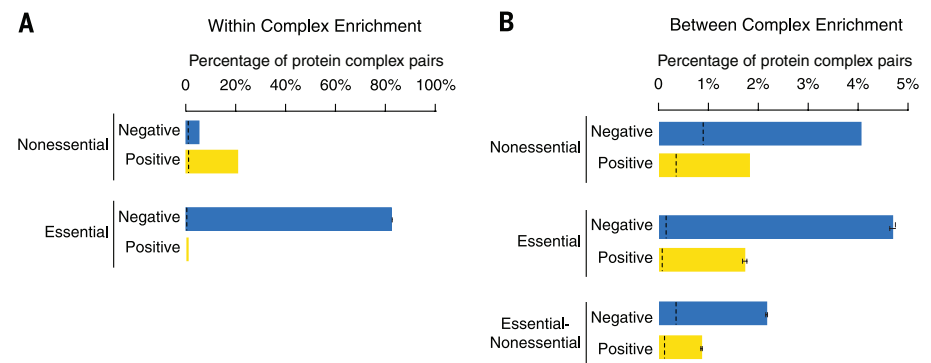 A
Within Complex Enrichment
Percentage of protein complex pairs
0% 20% 40% 60% 80% 100%
Nonessential
Negative
Positive
Essential
Negative
Positive
B
Between Complex Enrichment
Percentage of protein complex pairs
0 1% 2% 3% 4% 5%
Nonessential
Negative
Positive
Essential
Negative
Positive
Essential-
Nonessential
Negative
Positive